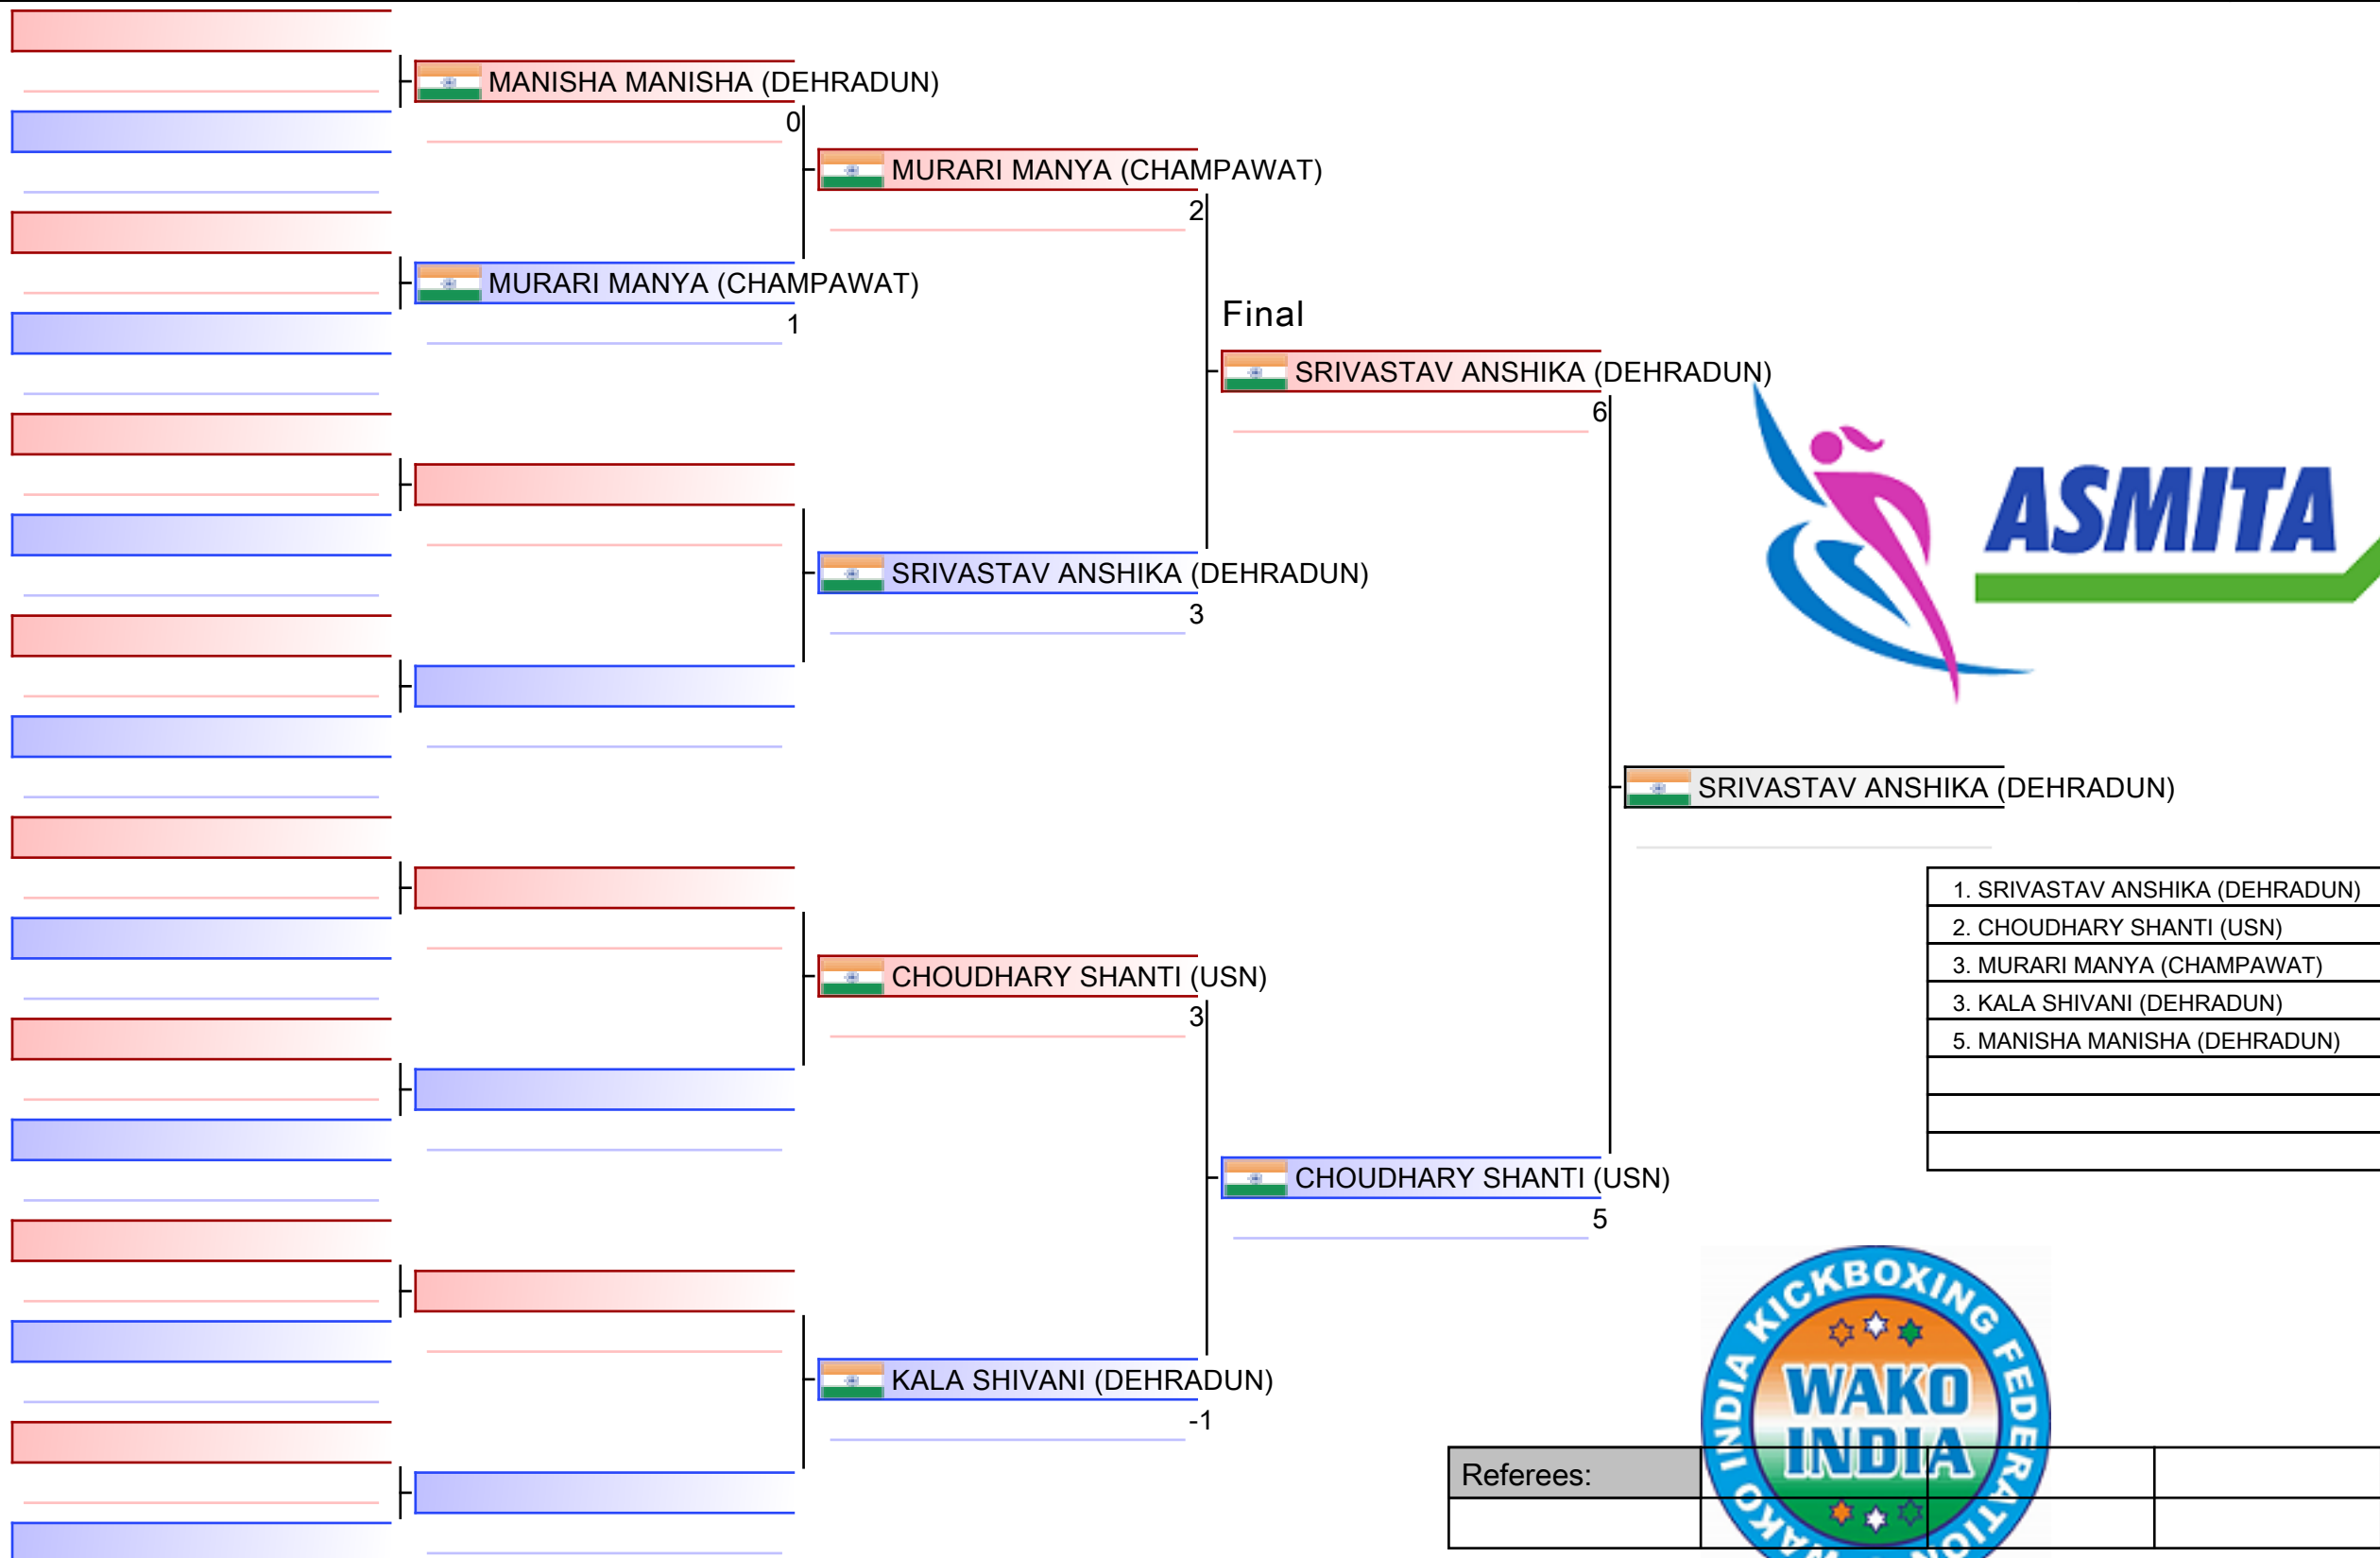 MANISHA MANISHA (DEHRADUN)
0
MURARI MANYA (CHAMPAWAT)
2
MURARI MANYA (CHAMPAWAT)
1
Final
SRIVASTAV ANSHIKA (DEHRADUN)
6
ASMITA
SRIVASTAV ANSHIKA (DEHRADUN)
3
SRIVASTAV ANSHIKA (DEHRADUN)
1. SRIVASTAV ANSHIKA (DEHRADUN)
2. CHOUDHARY SHANTI (USN)
3. MURARI MANYA (CHAMPAWAT)
3. KALA SHIVANI (DEHRADUN)
5. MANISHA MANISHA (DEHRADUN)
CHOUDHARY SHANTI (USN)
3
CHOUDHARY SHANTI (USN)
5
KALA SHIVANI (DEHRADUN)
-1
WAKO INDIA KICKBOXING FEDERATION
WAKO
INDIA
Referees: